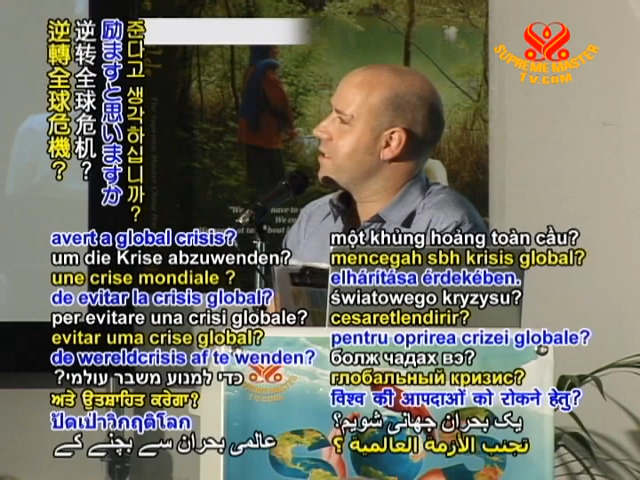 逆轉全球危機？
逆转全球危机？
励ますと思いますか
준다고 생각하십니까?
SUPREME MASTER
TV.COM
avert a global crisis?
um die Krise abzuwenden?
une crise mondiale ?
de evitar la crisis global?
per evitare una crisi globale?
evitar uma crise global?
de wereldcrisis af te wenden?
כדי למנוע משבר עולמי?
ਅਤੇ ਉਤਸ਼ਾਹਿਤ ਕਰੇਗਾ?
ปัดเป่าวิกฤติโลก
عالمی بحران سے بچنے کے
một khủng hoảng toàn cầu?
mencegah sbh krisis global?
elhárítása érdekében.
światowego kryzysu?
cesaretlendirir?
pentru oprirea crizei globale?
болж чадах вэ?
глобальный кризис?
विश्व की आपदाओं को रोकने हेतु?
یک بحران جهانی شویم؟
تجنب الأزمة العالمية ؟
SUPREME MASTER
TV.COM
SOS